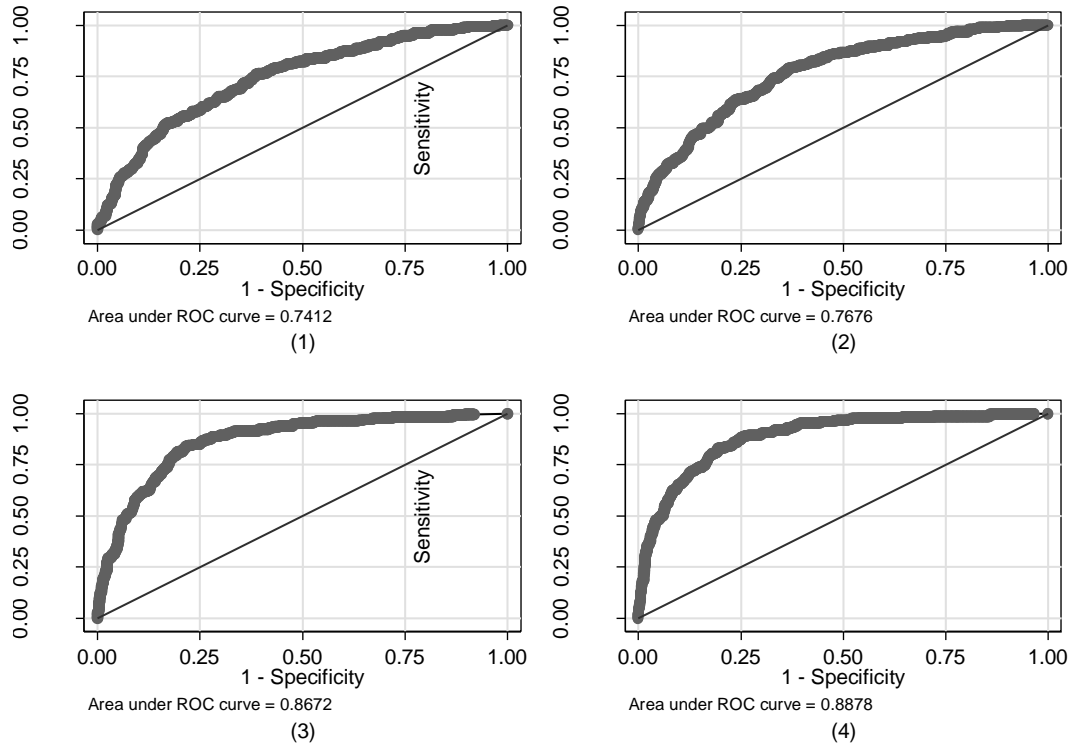 0.00 0.25 0.50 0.75 1.00
Sensitivity
0.00 0.25 0.50 0.75 1.00
1 - Specificity
Area under ROC curve = 0.7412
(1)
0.00 0.25 0.50 0.75 1.00
0.00 0.25 0.50 0.75 1.00
1 - Specificity
Area under ROC curve = 0.7676
(2)
0.00 0.25 0.50 0.75 1.00
Sensitivity
0.00 0.25 0.50 0.75 1.00
1 - Specificity
Area under ROC curve = 0.8672
(3)
0.00 0.25 0.50 0.75 1.00
0.00 0.25 0.50 0.75 1.00
1 - Specificity
Area under ROC curve = 0.8878
(4)